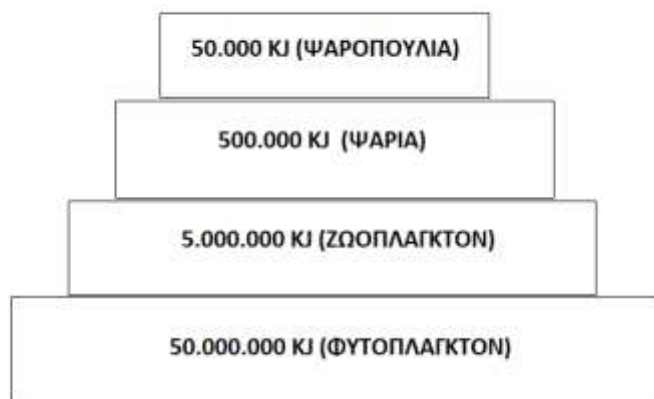 50.000 KJ (ΨΑΡΟΠΟΥΛΙΑ)
500.000 KJ (ΨΑΡΙΑ)
5.000.000 KJ (ΖΩΟΠΛΑΓΚΤΟΝ)
50.000.000 KJ (ΦΥΤΟΠΛΑΓΚΤΟΝ)